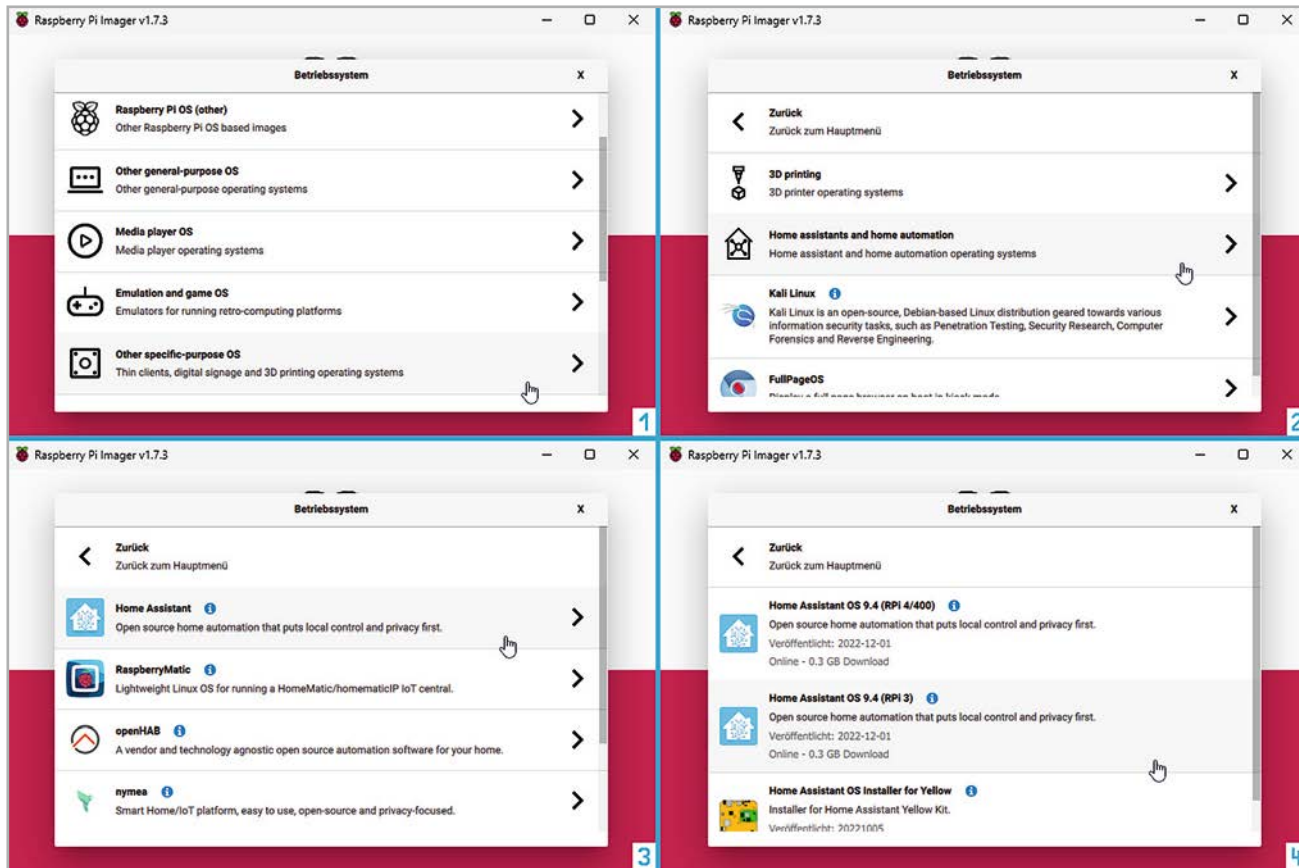 Raspberry Pi Imager v1.7.3
Betriebssystem
X
Raspberry Pi OS (other)
Other Raspberry Pi OS based images
Other general-purpose OS
Other general-purpose operating systems
Media player OS
Media player operating systems
Emulation and game OS
Emulators for running retro-computing platforms
Other specific-purpose OS
Thin clients, digital signage and 3D printing operating systems
1
Raspberry Pi Imager v1.7.3
Betriebssystem
X
Zurück
Zurück zum Hauptmenü
3D printing
3D printer operating systems
Home assistants and home automation
Home assistant and home automation operating systems
Kali Linux
Kali Linux is an open-source, Debian-based Linux distribution geared towards various
information security tasks, such as Penetration Testing, Security Research, Computer
Forensics and Reverse Engineering.
FullPageOS
Display a full page browser on boot in kiosk mode
2
Raspberry Pi Imager v1.7.3
Betriebssystem
X
Zurück
Zurück zum Hauptmenü
Home Assistant
Open source home automation that puts local control and privacy first.
RaspberryMatic
Lightweight Linux OS for running a HomeMatic/homematicIP IoT central.
openHAB
A vendor and technology agnostic open source automation software for your home.
nymea
Smart Home/IoT platform, easy to use, open-source and privacy-focused.
3
Raspberry Pi Imager v1.7.3
Betriebssystem
X
Zurück
Zurück zum Hauptmenü
Home Assistant OS 9.4 (RPi 4/400)
Open source home automation that puts local control and privacy first.
Veröffentlicht: 2022-12-01
Online - 0.3 GB Download
Home Assistant OS 9.4 (RPi 3)
Open source home automation that puts local control and privacy first.
Veröffentlicht: 2022-12-01
Online - 0.3 GB Download
Home Assistant OS Installer for Yellow
Installer for Home Assistant Yellow Kit.
Veröffentlicht: 20221005
4